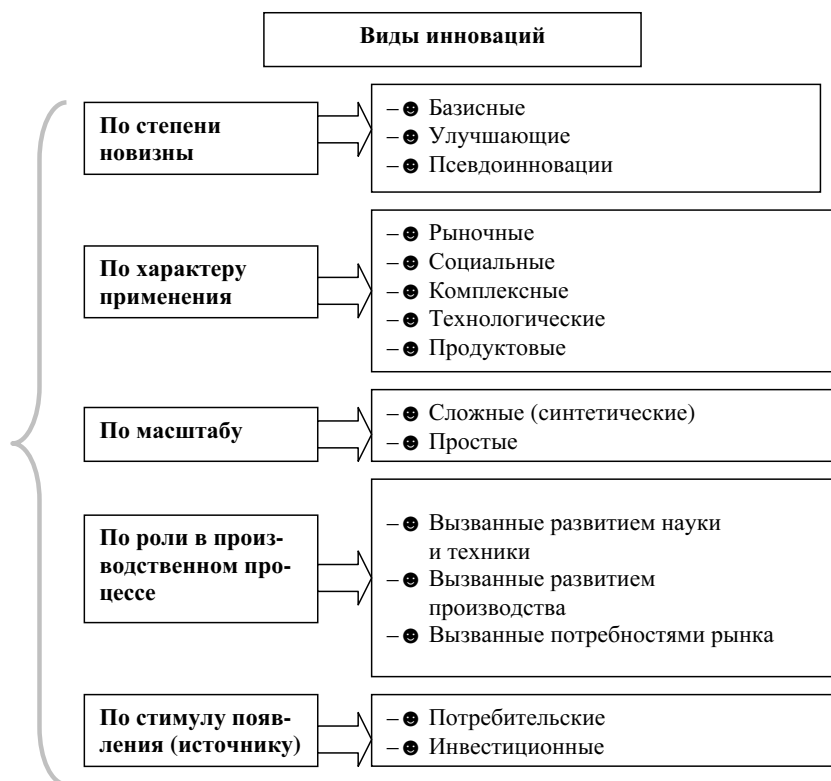 Виды инноваций
По степени
новизны
–☻ Базисные
–☻ Улучшающие
–☻ Псевдоинновации
По характеру
применения
–☻ Рыночные
–☻ Социальные
–☻ Комплексные
–☻ Технологические
–☻ Продуктовые
По масштабу
–☻ Сложные (синтетические)
–☻ Простые
По роли в произ-
водственном про-
цессе
–☻ Вызванные развитием науки
и техники
–☻ Вызванные развитием
производства
–☻ Вызванные потребностями рынка
По стимулу появ-
ления (источнику)
–☻ Потребительские
–☻ Инвестиционные